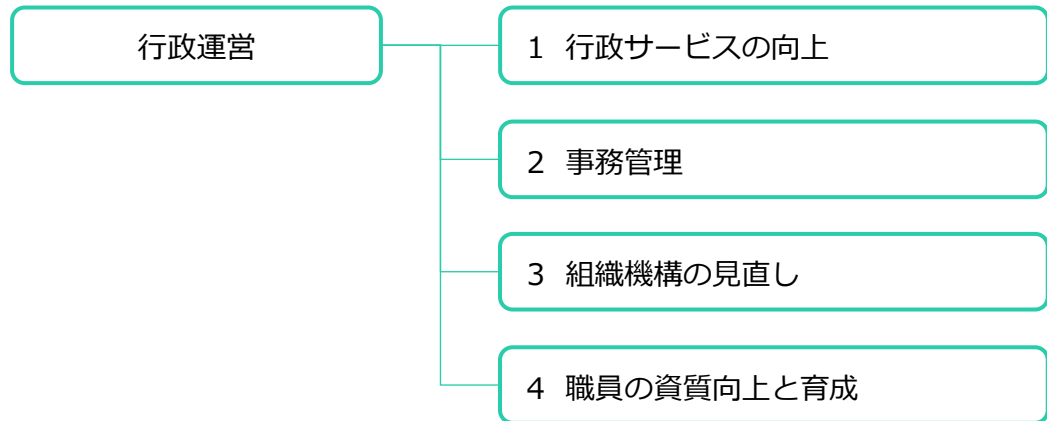 行政運営
1 行政サービスの向上
2 事務管理
3 組織機構の見直し
4 職員の資質向上と育成